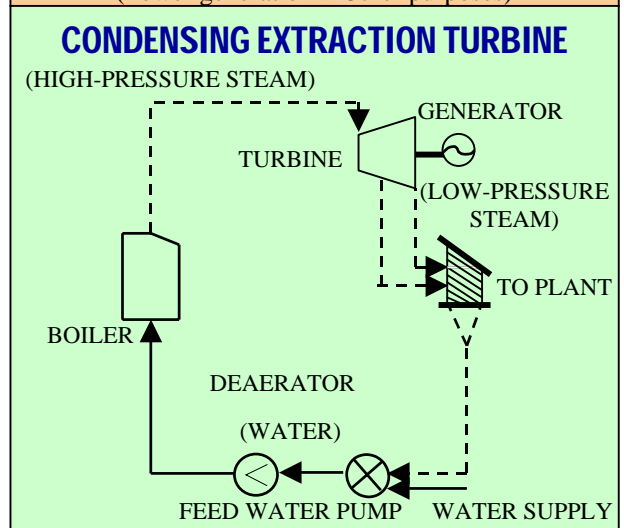 CONDENSING EXTRACTION TURBINE
(HIGH-PRESSURE STEAM)
GENERATOR
TURBINE
(LOW-PRESSURE
STEAM)
TO PLANT
BOILER
DEAERATOR
(WATER)
FEED WATER PUMP
WATER SUPPLY